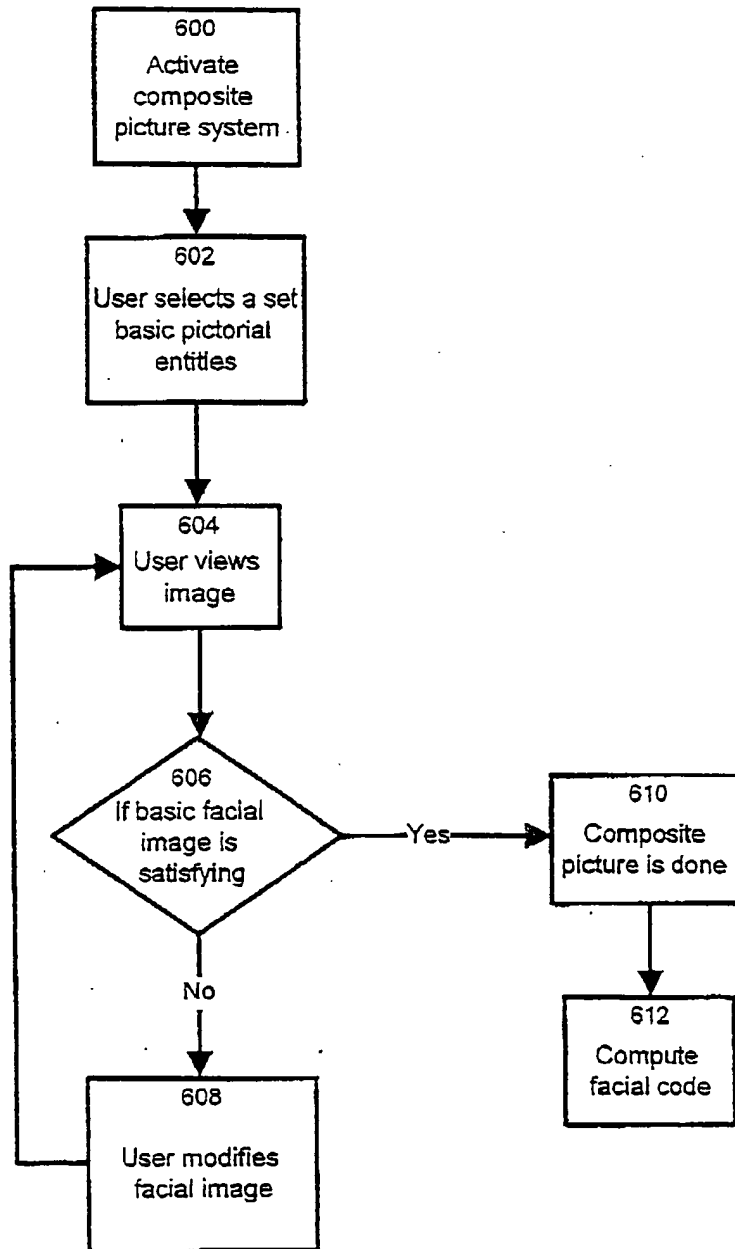 600
Activate
composite
picture system
602
User selects a set
basic pictorial
entitles
604
User views
image
606
If basic facial
image is
satisfying
Yes
610
Composite
picture is done
No
612
Compute
facial code
608
User modifies
facial image